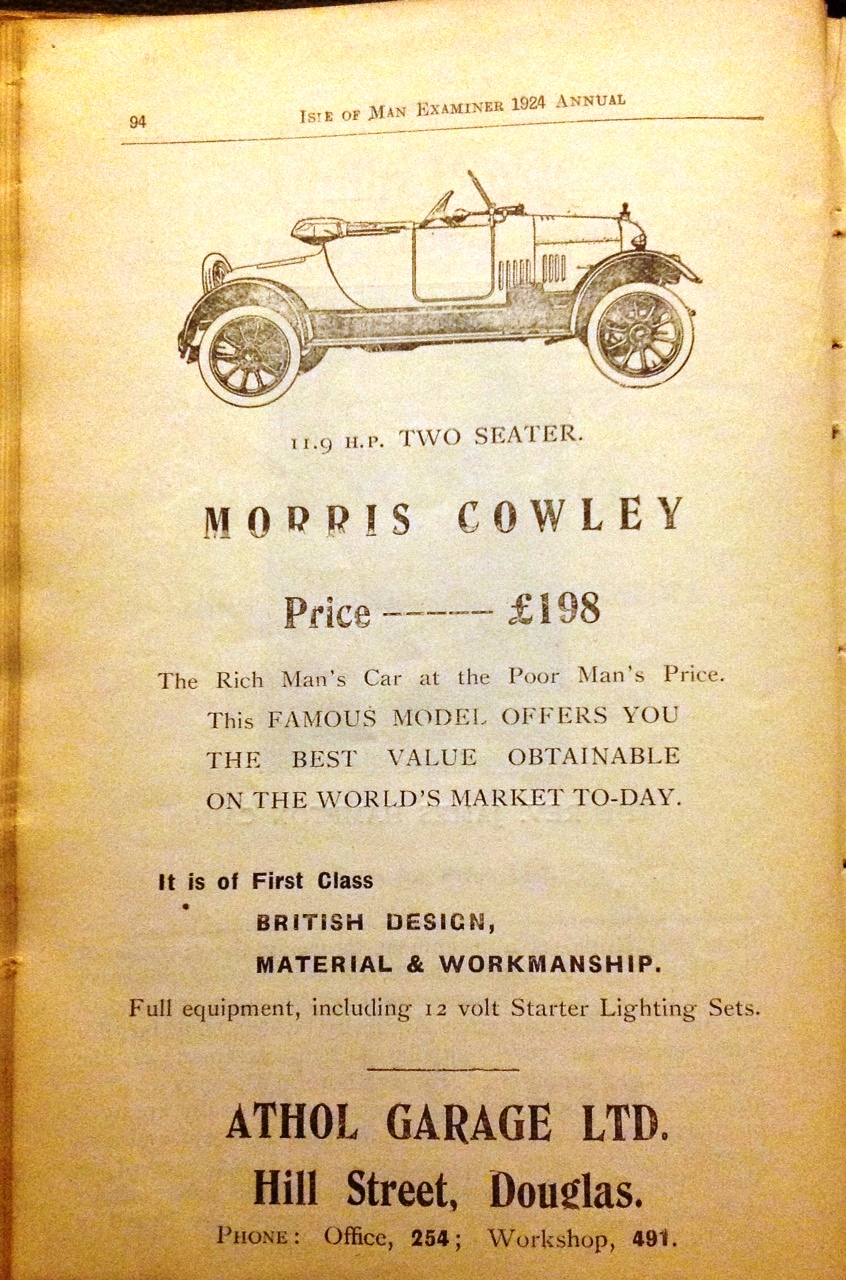 94 ISLE OF MAN EXAMINER 1924 ANNUAL
11.9 H.P. TWO SEATER.
MORRIS COWLEY
Price ------ £198
The Rich Man's Car at the Poor Man's Price.
This FAMOUS MODEL OFFERS YOU
THE BEST VALUE OBTAINABLE
ON THE WORLD'S MARKET TO-DAY.
It is of First Class
BRITISH DESIGN,
MATERIAL & WORKMANSHIP.
Full equipment, including 12 volt Starter Lighting Sets.
ATHOL GARAGE LTD.
Hill Street, Douglas.
PHONE: Office, 254; Workshop, 491.